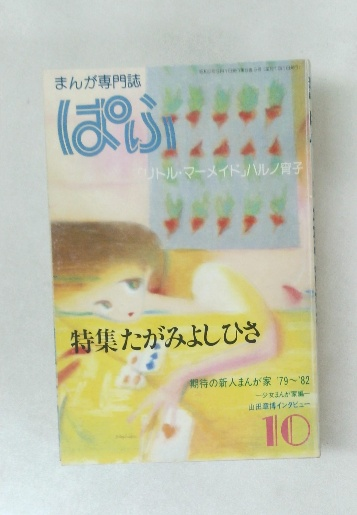 まんが専門誌
ぱふ
「リトル・マーメイド」ハルノ宵子
特集たがみよしひさ
期待の新人まんが家 '79〜'82
—少女まんが家編—
山田章博インタビュー
10